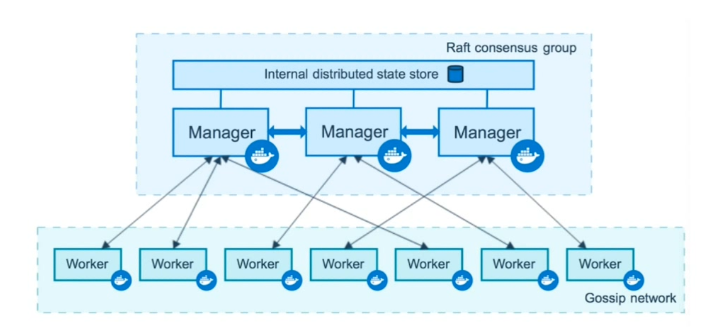 Raft consensus group
Internal distributed state store
Manager
Manager
Manager
Worker
Worker
Worker
Worker
Worker
Worker
Worker
Gossip network